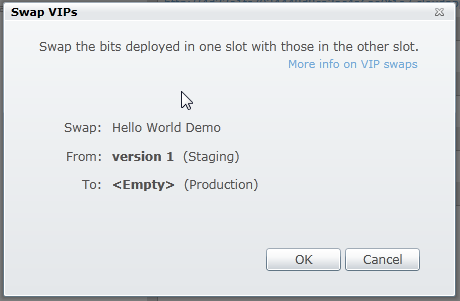 Swap VIPs
Swap the bits deployed in one slot with those in the other slot.
More info on VIP swaps
Swap: Hello World Demo
From: version 1 (Staging)
To: <Empty> (Production)
OK Cancel